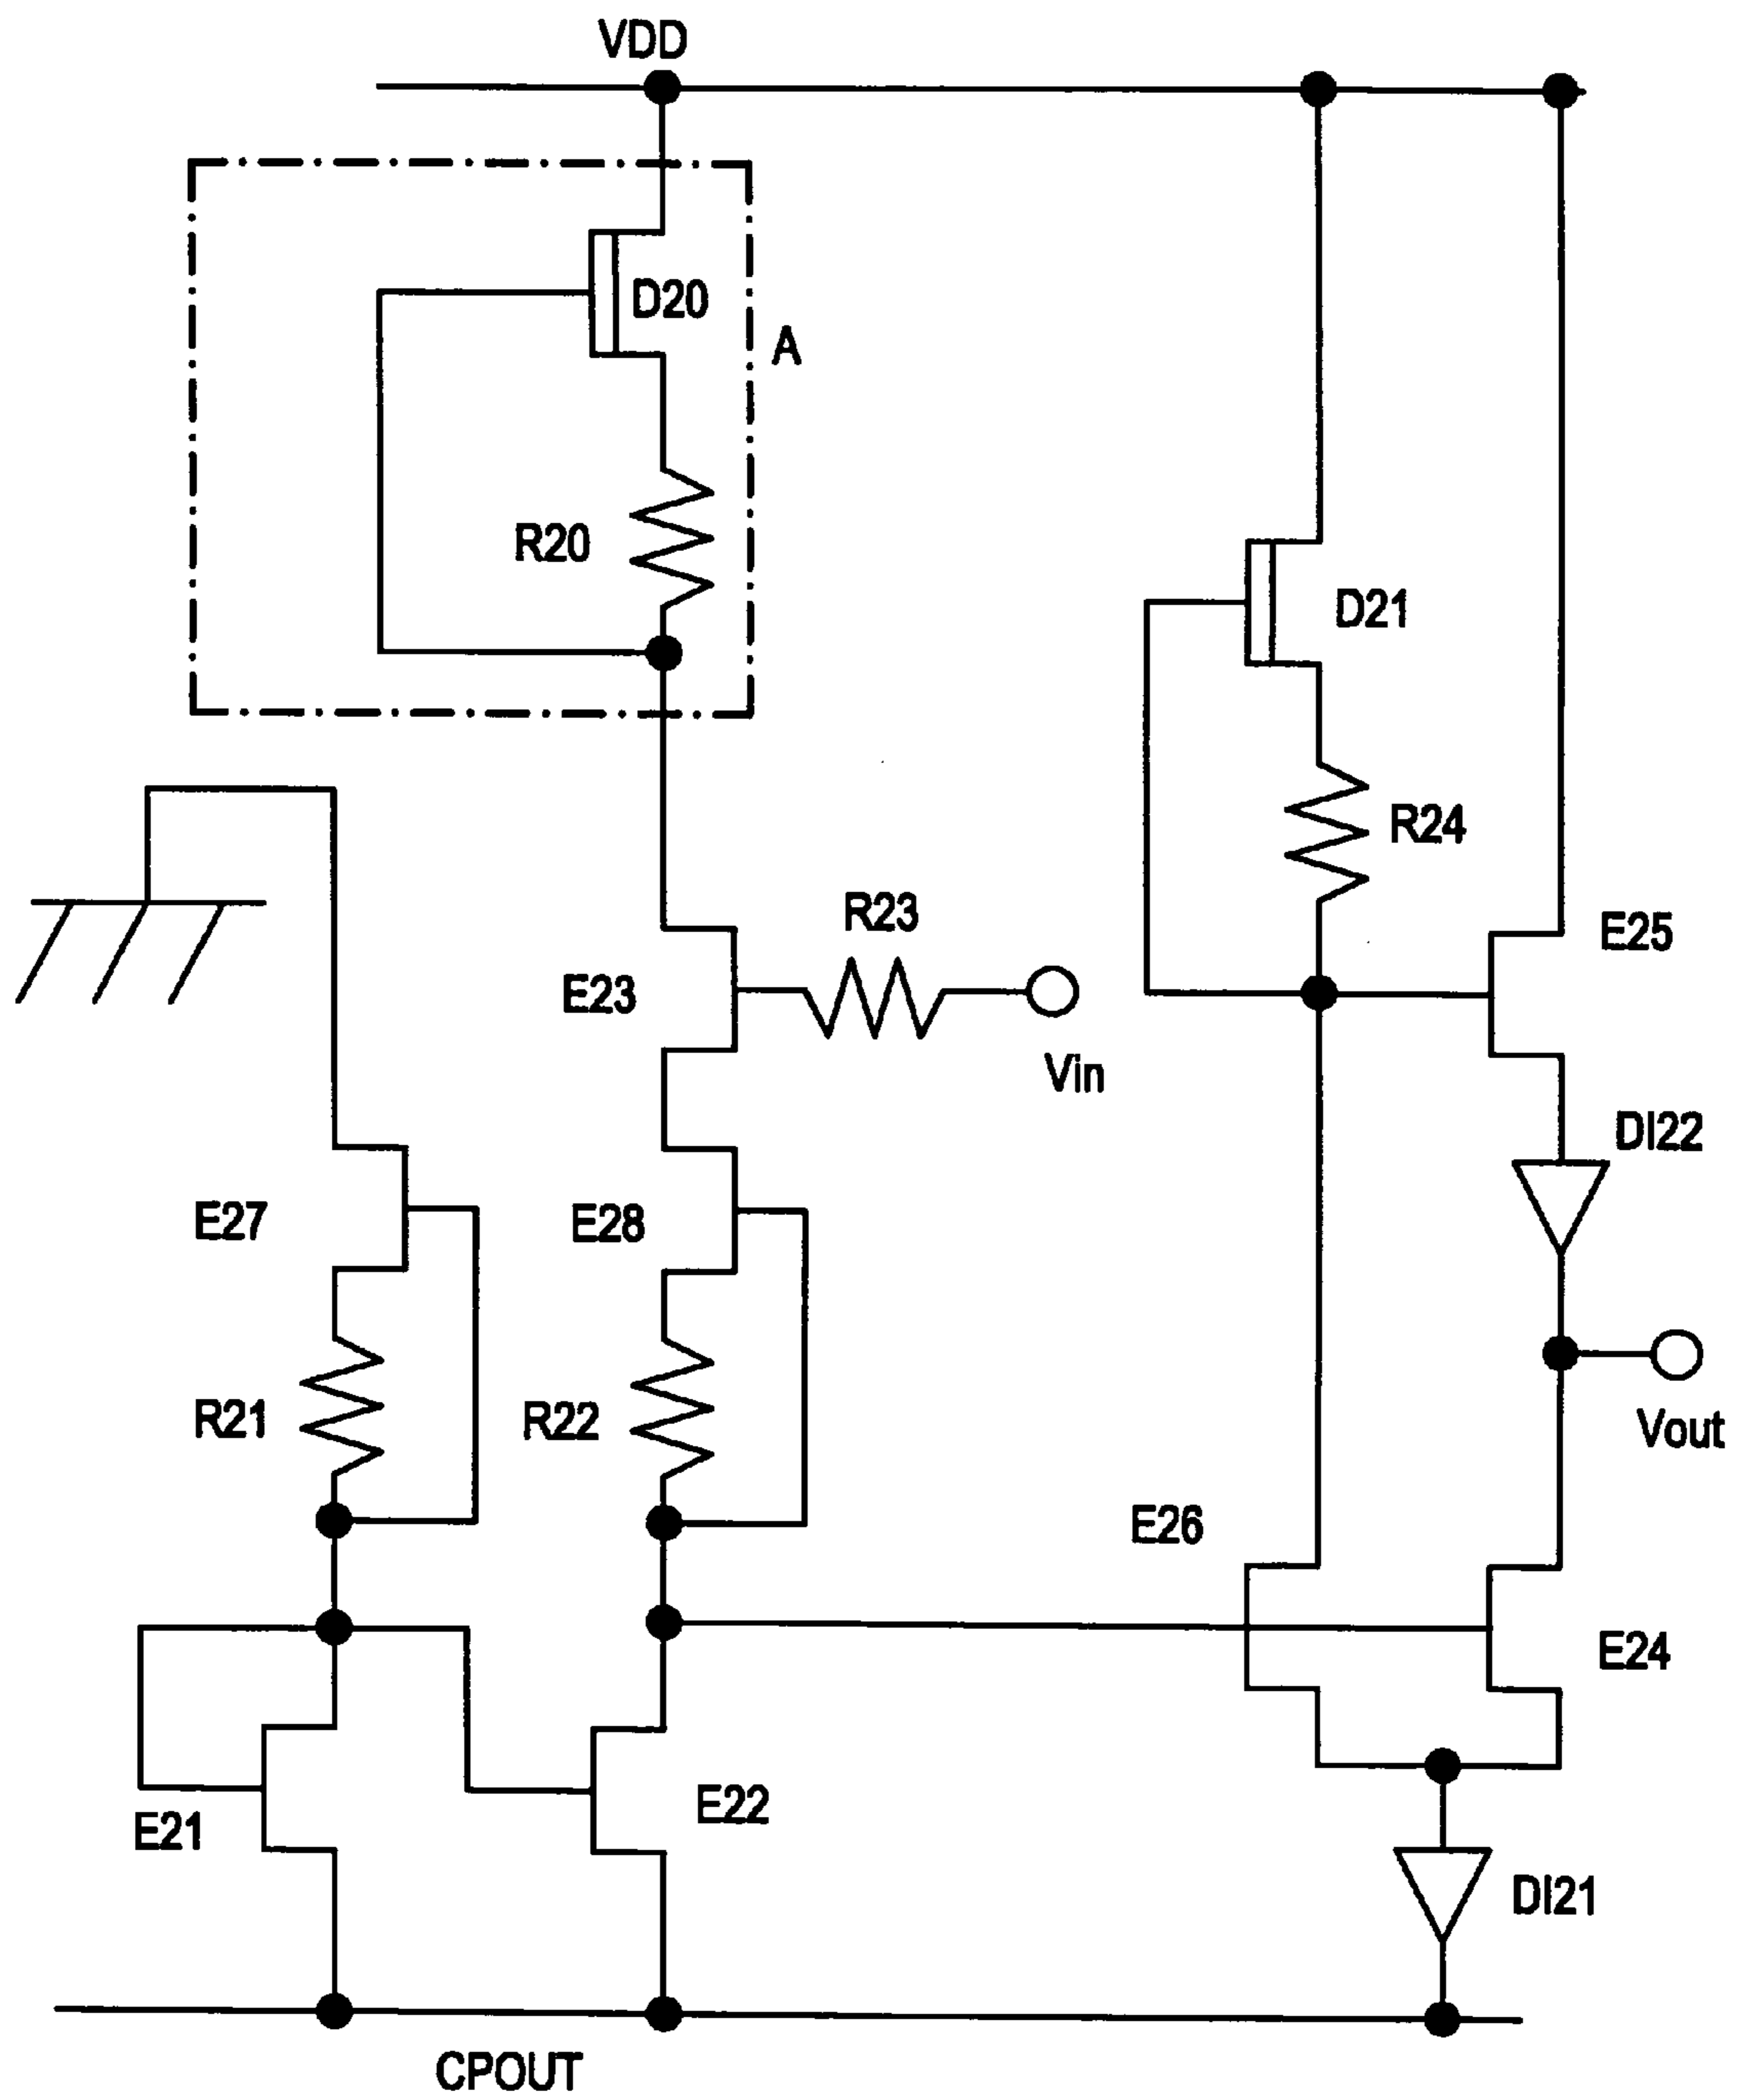 VDD
D20
A
R20
D21
R24
R23
E25
E23
Vin
DI22
E27
E28
R21
R22
Vout
E26
E24
E22
E21
DI21
CPOUT